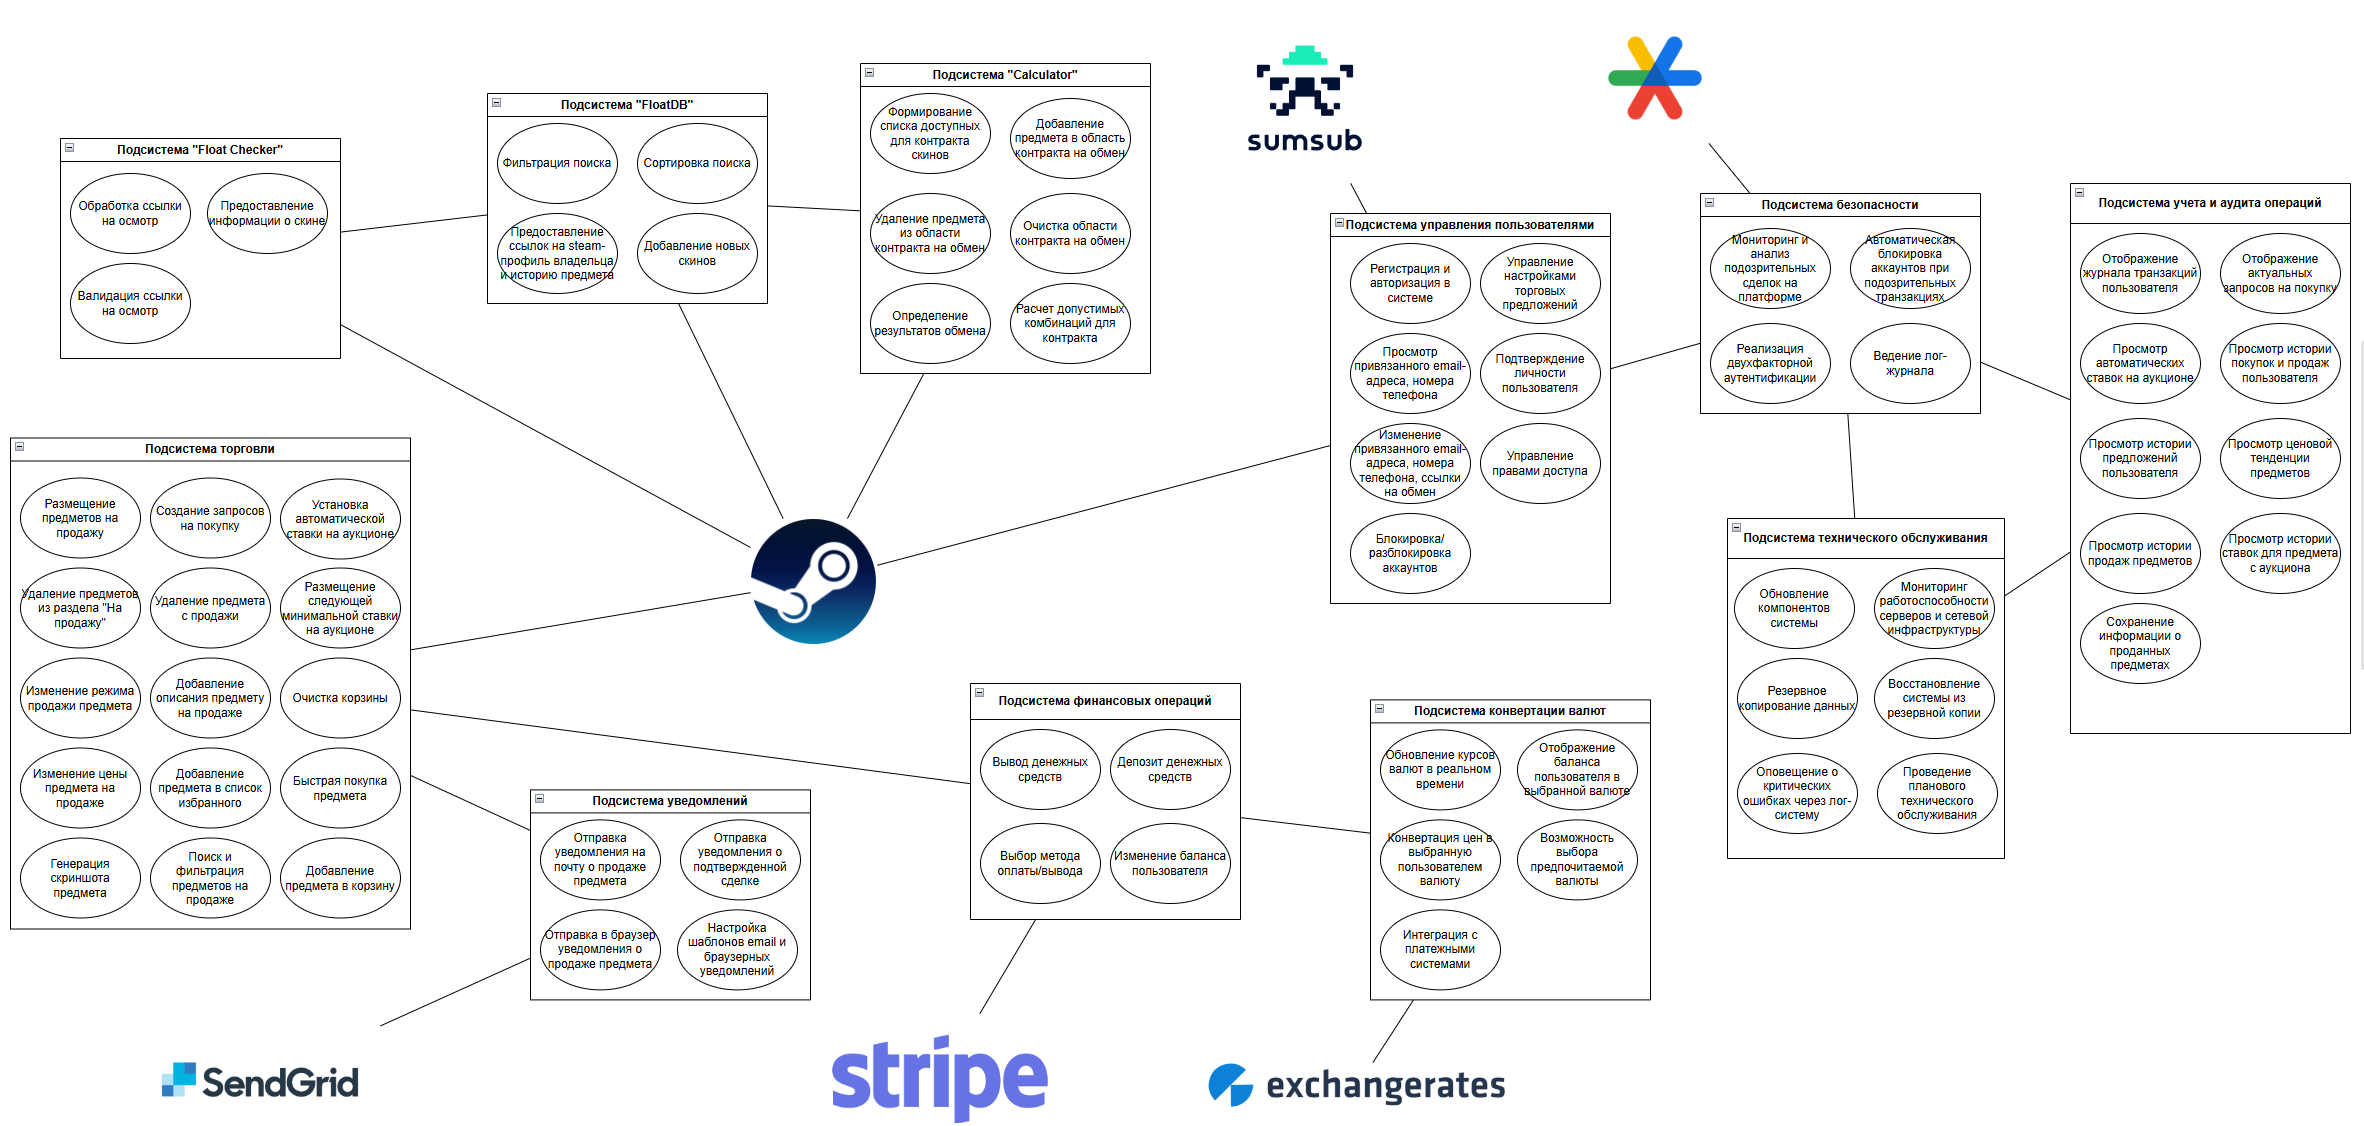 Подсистема "Float Checker"
Обработка ссылки
на осмотр
Предоставление
информации о скине
Валидация ссылки
на осмотр
Подсистема "FloatDB"
Фильтрация поиска
Сортировка поиска
Предоставление
ссылок на steam-
профиль владельца
и историю предмета
Добавление новых
скинов
Подсистема "Calculator"
Формирование
списка доступных
для контракта
скинов
Добавление
предмета в область
контракта на обмен
Удаление предмета
из области
контракта на обмен
Очистка области
контракта на обмен
Определение
результатов обмена
Расчет допустимых
комбинаций для
контракта
sumsub
Подсистема управления пользователями
Регистрация и
авторизация в
системе
Управление
настройками
торговых
предложений
Просмотр
привязанного email-
адреса, номера
телефона
Подтверждение
личности
пользователя
Изменение
привязанного email-
адреса, номера
телефона, ссылки
на обмен
Управление
правами доступа
Блокировка/
разблокировка
аккаунтов
Подсистема безопасности
Мониторинг и
анализ
подозрительных
сделок на
платформе
Автоматическая
блокировка
аккаунтов при
подозрительных
транзакциях
Реализация
двухфакторной
аутентификации
Ведение лог-
журнала
Подсистема учета и аудита операций
Отображение
журнала транзакций
пользователя
Отображение
актуальных
запросов на покупку
Просмотр
автоматических
ставок на аукционе
Просмотр истории
покупок и продаж
пользователя
Просмотр истории
предложений
пользователя
Просмотр ценовой
тенденции
предметов
Просмотр истории
продаж предметов
Просмотр истории
ставок для предмета
с аукциона
Сохранение
информации о
проданных
предметах
Подсистема торговли
Размещение
предметов на
продажу
Создание запросов
на покупку
Установка
автоматической
ставки на аукционе
Удаление предметов
из раздела "На
продажу"
Удаление предмета
с продажи
Размещение
следующей
минимальной ставки
на аукционе
Изменение режима
продажи предмета
Добавление
описания предмету
на продаже
Очистка корзины
Изменение цены
предмета на
продаже
Добавление
предмета в список
избранного
Быстрая покупка
предмета
Генерация
скриншота
предмета
Поиск и
фильтрация
предметов на
продаже
Добавление
предмета в корзину
Подсистема технического обслуживания
Обновление
компонентов
системы
Мониторинг
работоспособности
серверов и сетевой
инфраструктуры
Резервное
копирование данных
Восстановление
системы из
резервной копии
Оповещение о
критических
ошибках через лог-
систему
Проведение
планового
технического
обслуживания
Подсистема финансовых операций
Вывод денежных
средств
Депозит денежных
средств
Выбор метода
оплаты/вывода
Изменение баланса
пользователя
Подсистема конвертации валют
Обновление курсов
валют в реальном
времени
Отображение
баланса
пользователя в
выбранной валюте
Конвертация цен в
выбранную
пользователем
валюту
Возможность
выбора
предпочитаемой
валюты
Интеграция с
платежными
системами
Подсистема уведомлений
Отправка
уведомления на
почту о продаже
предмета
Отправка
уведомления о
подтвержденной
сделке
Отправка в браузер
уведомления о
продаже предмета
Настройка
шаблонов email и
браузерных
уведомлений
SendGrid
stripe
exchangerates